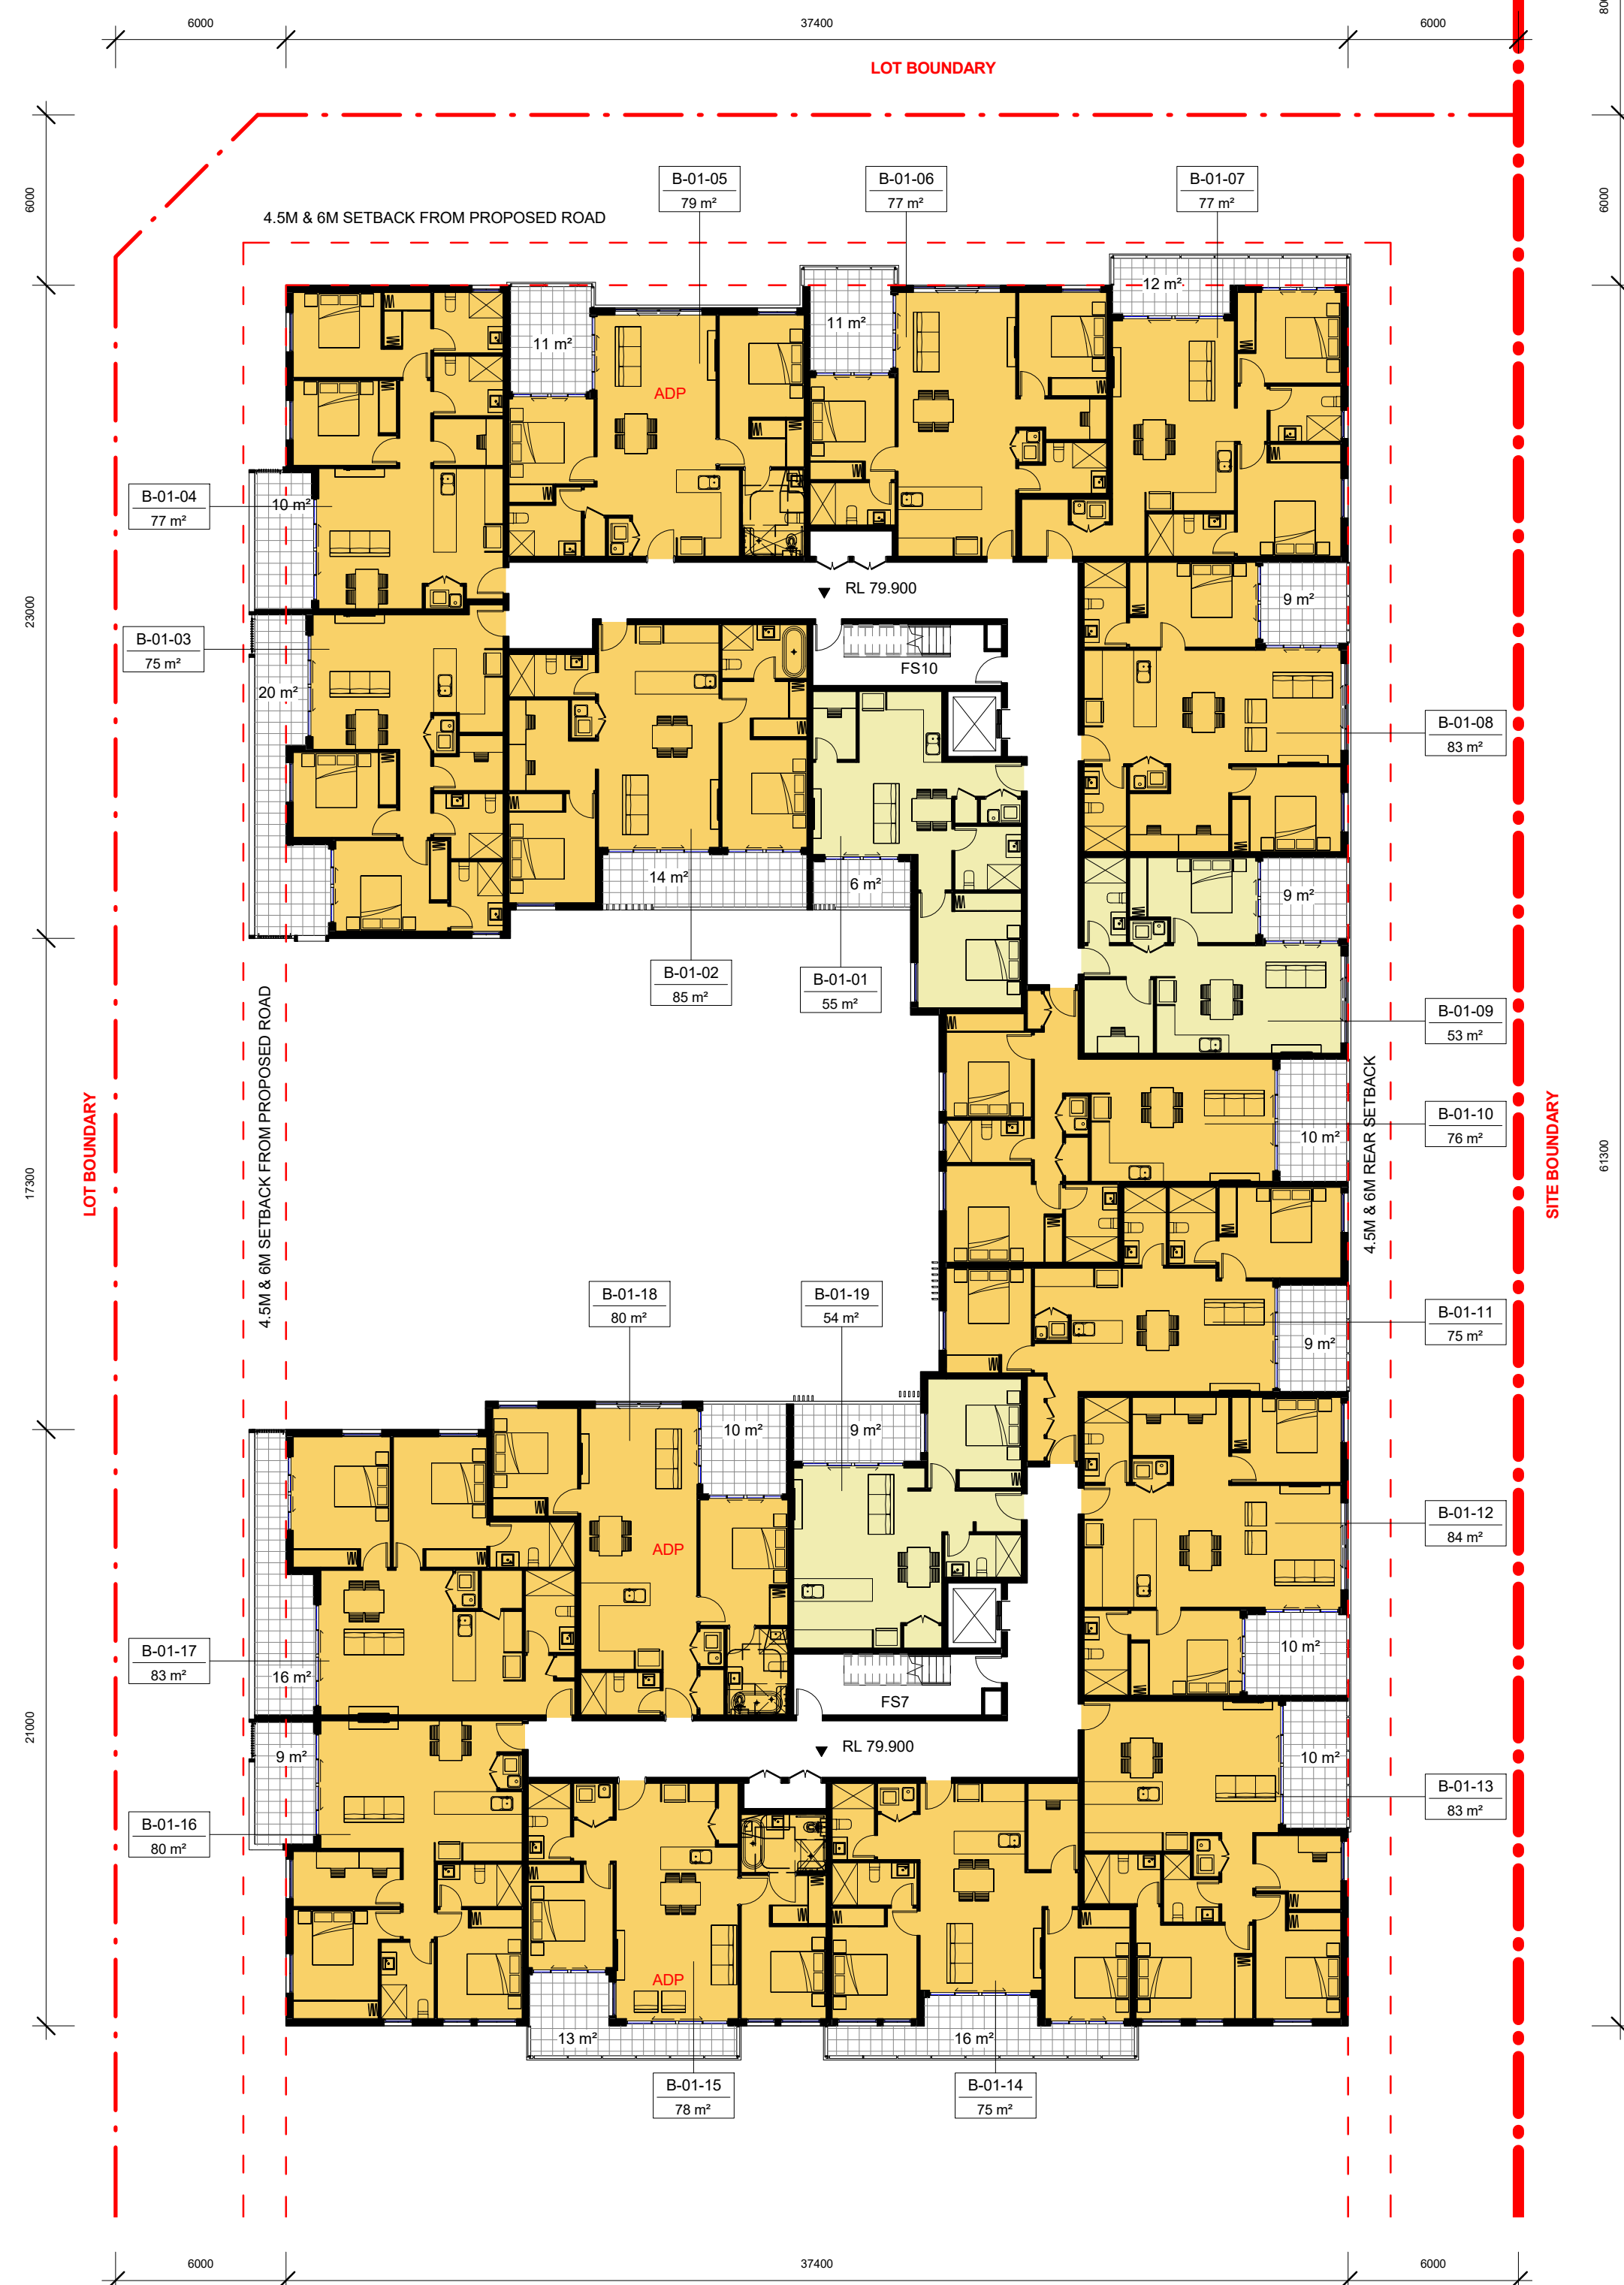 6000
37400
6000
800
LOT BOUNDARY
6000
6000
B-01-05
79 m²
B-01-06
77 m²
B-01-07
77 m²
4.5M & 6M SETBACK FROM PROPOSED ROAD
12 m²
11 m²
11 m²
ADP
B-01-04
77 m²
10 m²
RL 79.900
9 m²
23000
B-01-03
75 m²
FS10
20 m²
B-01-08
83 m²
14 m²
6 m²
9 m²
B-01-02
85 m²
B-01-01
55 m²
B-01-09
53 m²
4.5M & 6M SETBACK FROM PROPOSED ROAD
LOT BOUNDARY
17300
10 m²
B-01-10
76 m²
4.5M & 6M REAR SETBACK
SITE BOUNDARY
61300
B-01-18
80 m²
B-01-19
54 m²
B-01-11
75 m²
9 m²
10 m²
9 m²
B-01-12
84 m²
ADP
B-01-17
83 m²
16 m²
10 m²
FS7
21000
9 m²
RL 79.900
10 m²
B-01-13
83 m²
B-01-16
80 m²
ADP
13 m²
16 m²
B-01-15
78 m²
B-01-14
75 m²
6000
37400
6000